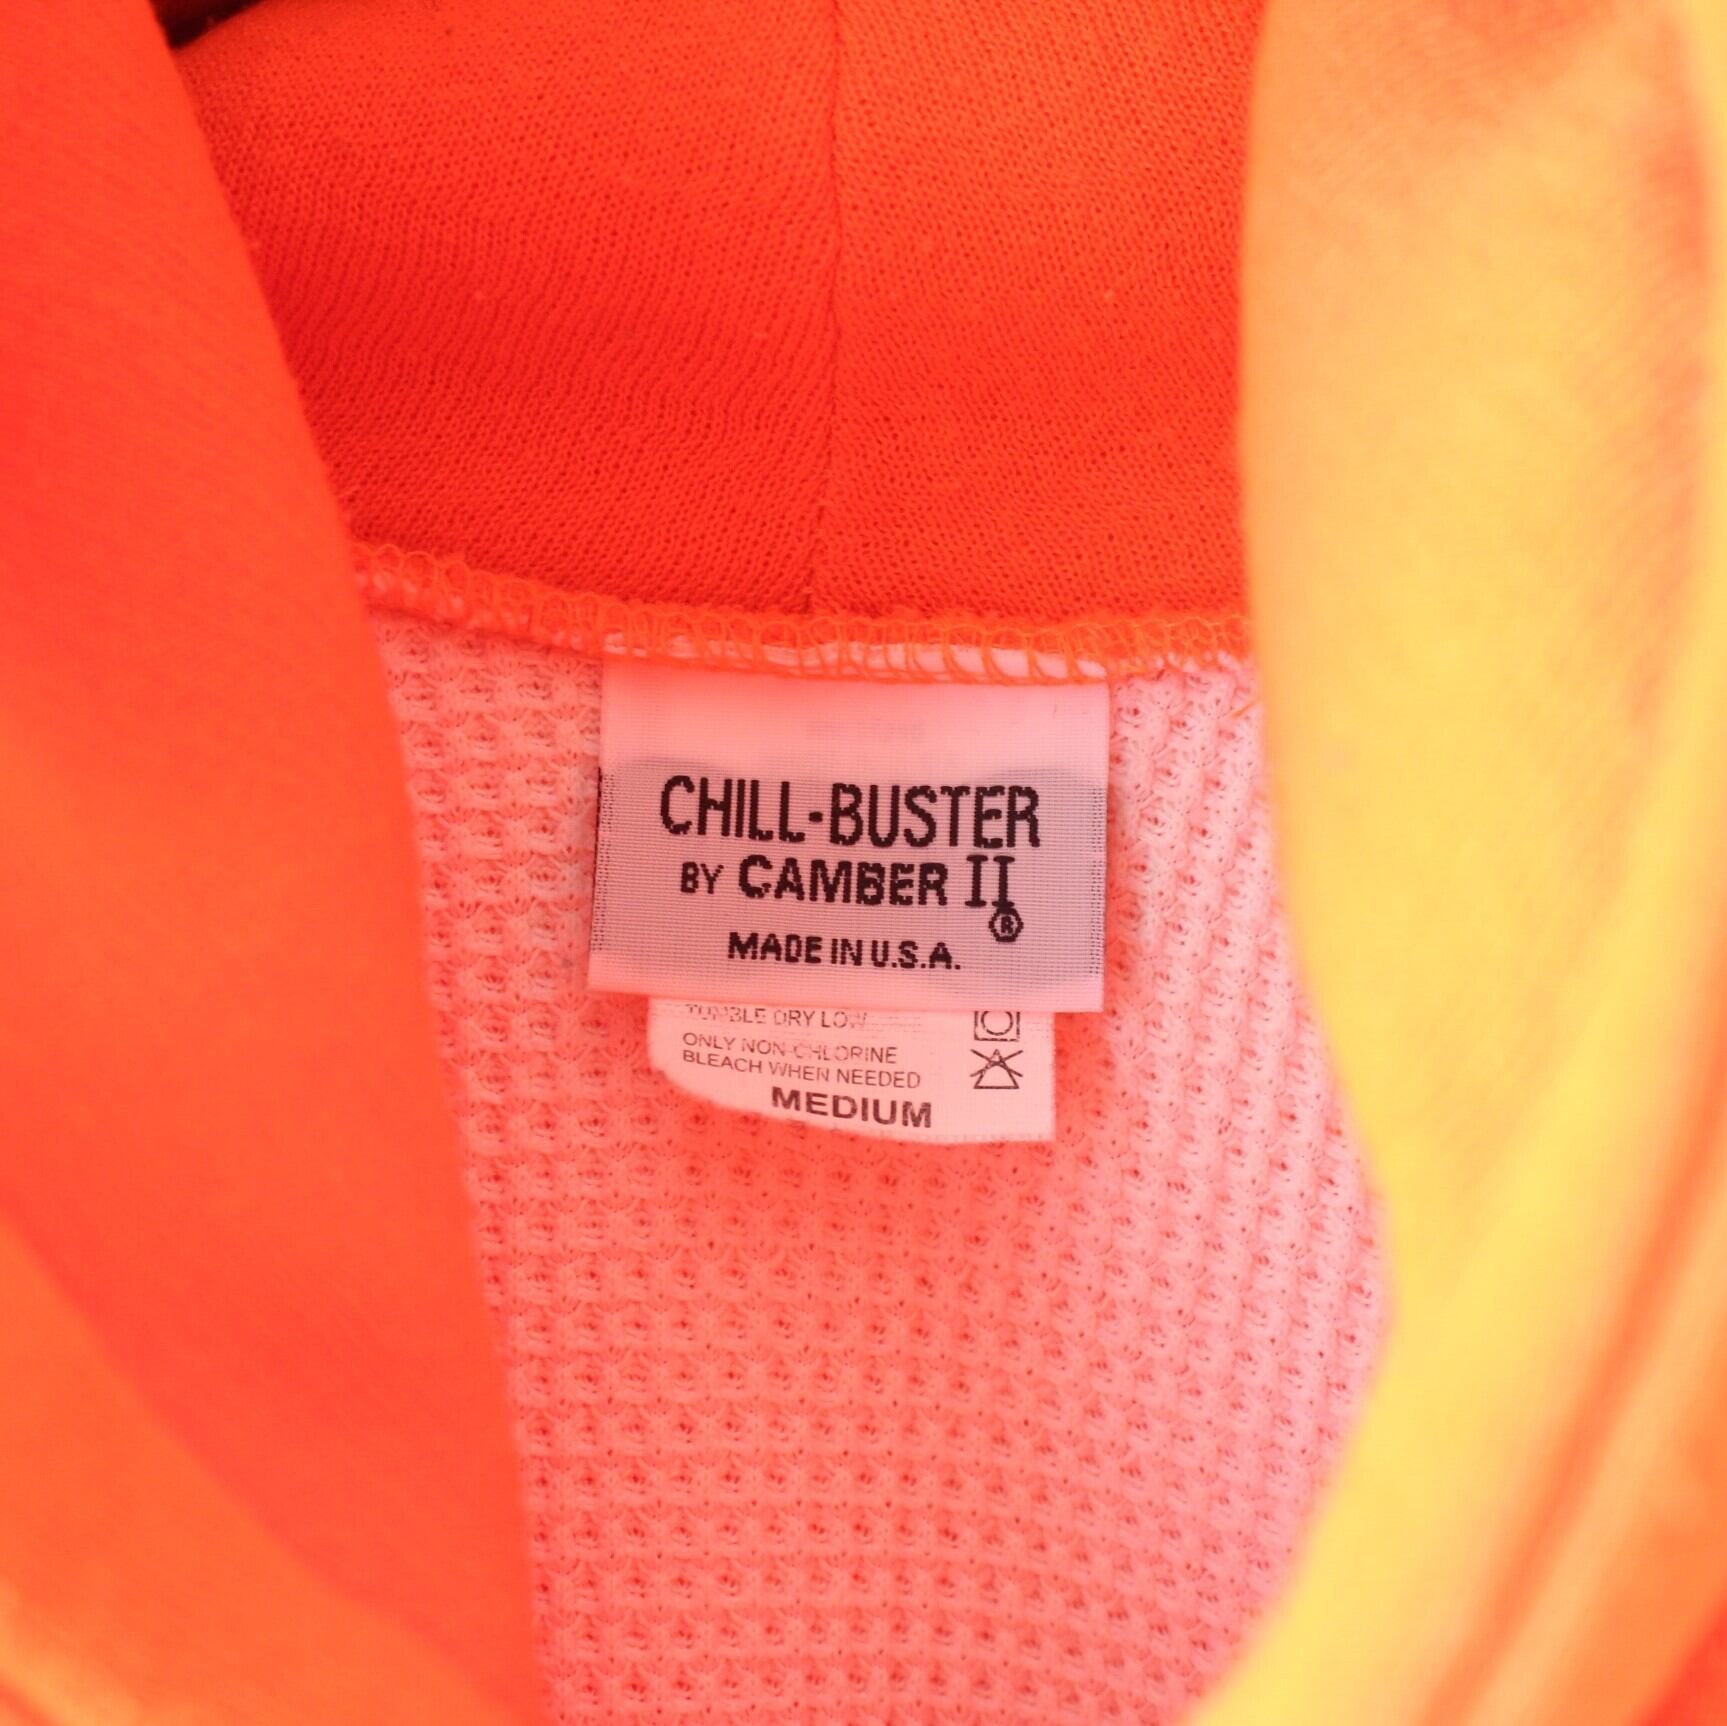 CHILL-BUSTER
BY CAMBER II
®
MADE IN U.S.A.
TUMBLE DRY LOW
ONLY NON-CHLORINE
BLEACH WHEN NEEDED
MEDIUM